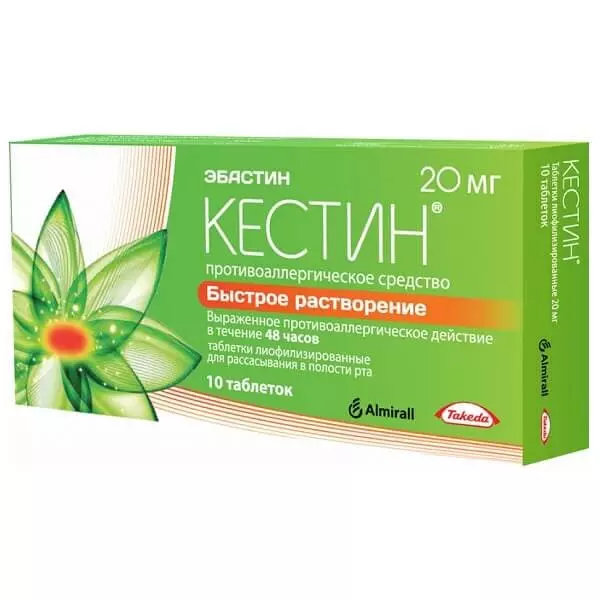 ЭБАСТИН
20 мг
КЕСТИН®
противоаллергическое средство
Быстрое растворение
Выраженное противоаллергическое действие
в течение 48 часов
таблетки лиофилизированные
для рассасывания в полости рта
10 таблеток
Almirall
Takeda
КЕСТИН®
Таблетки лиофилизированные 20 мг
10 таблеток
Almirall
Takeda